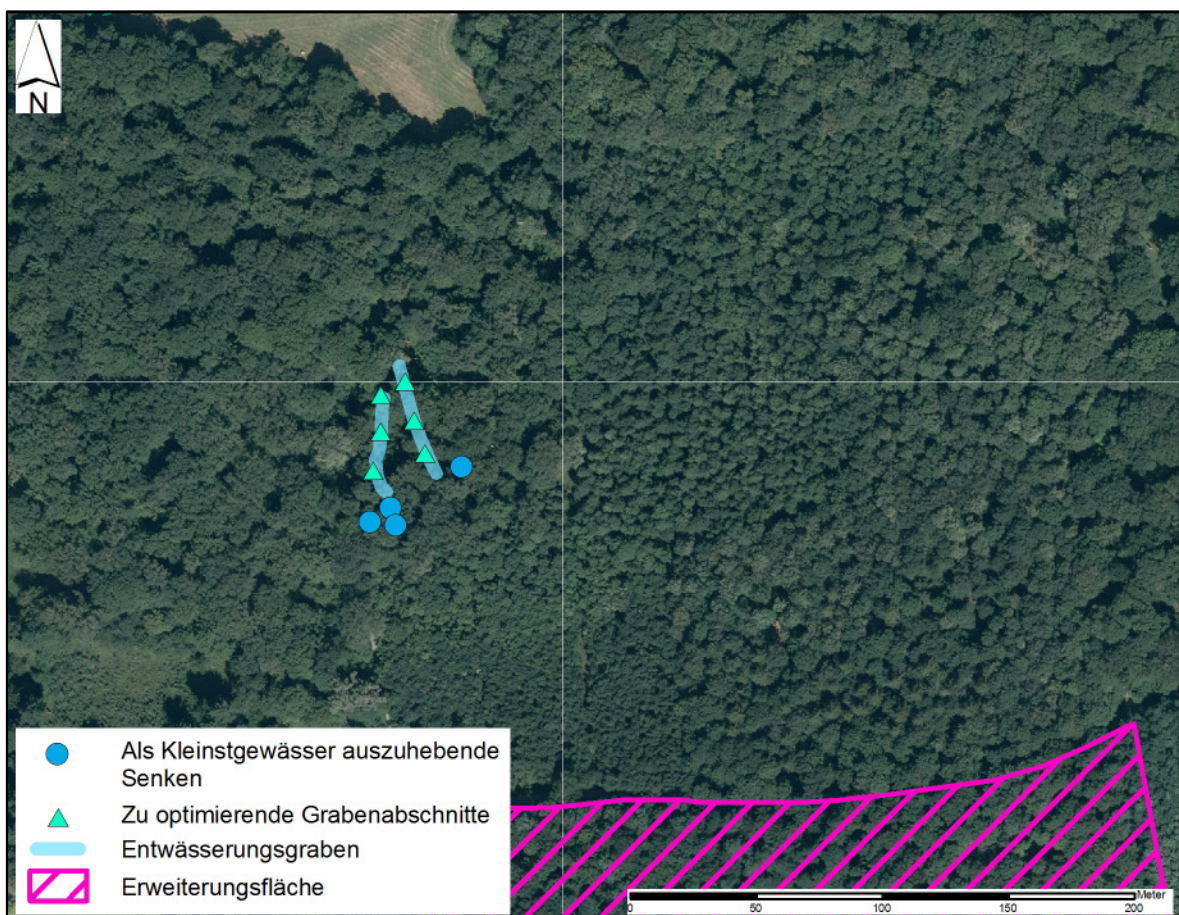 N
Als Kleinstgewässer auszuhebende
Senken
Zu optimierende Grabenabschnitte
Entwässerungsgraben
Erweiterungsfläche
Meter
0 50 100 150 200